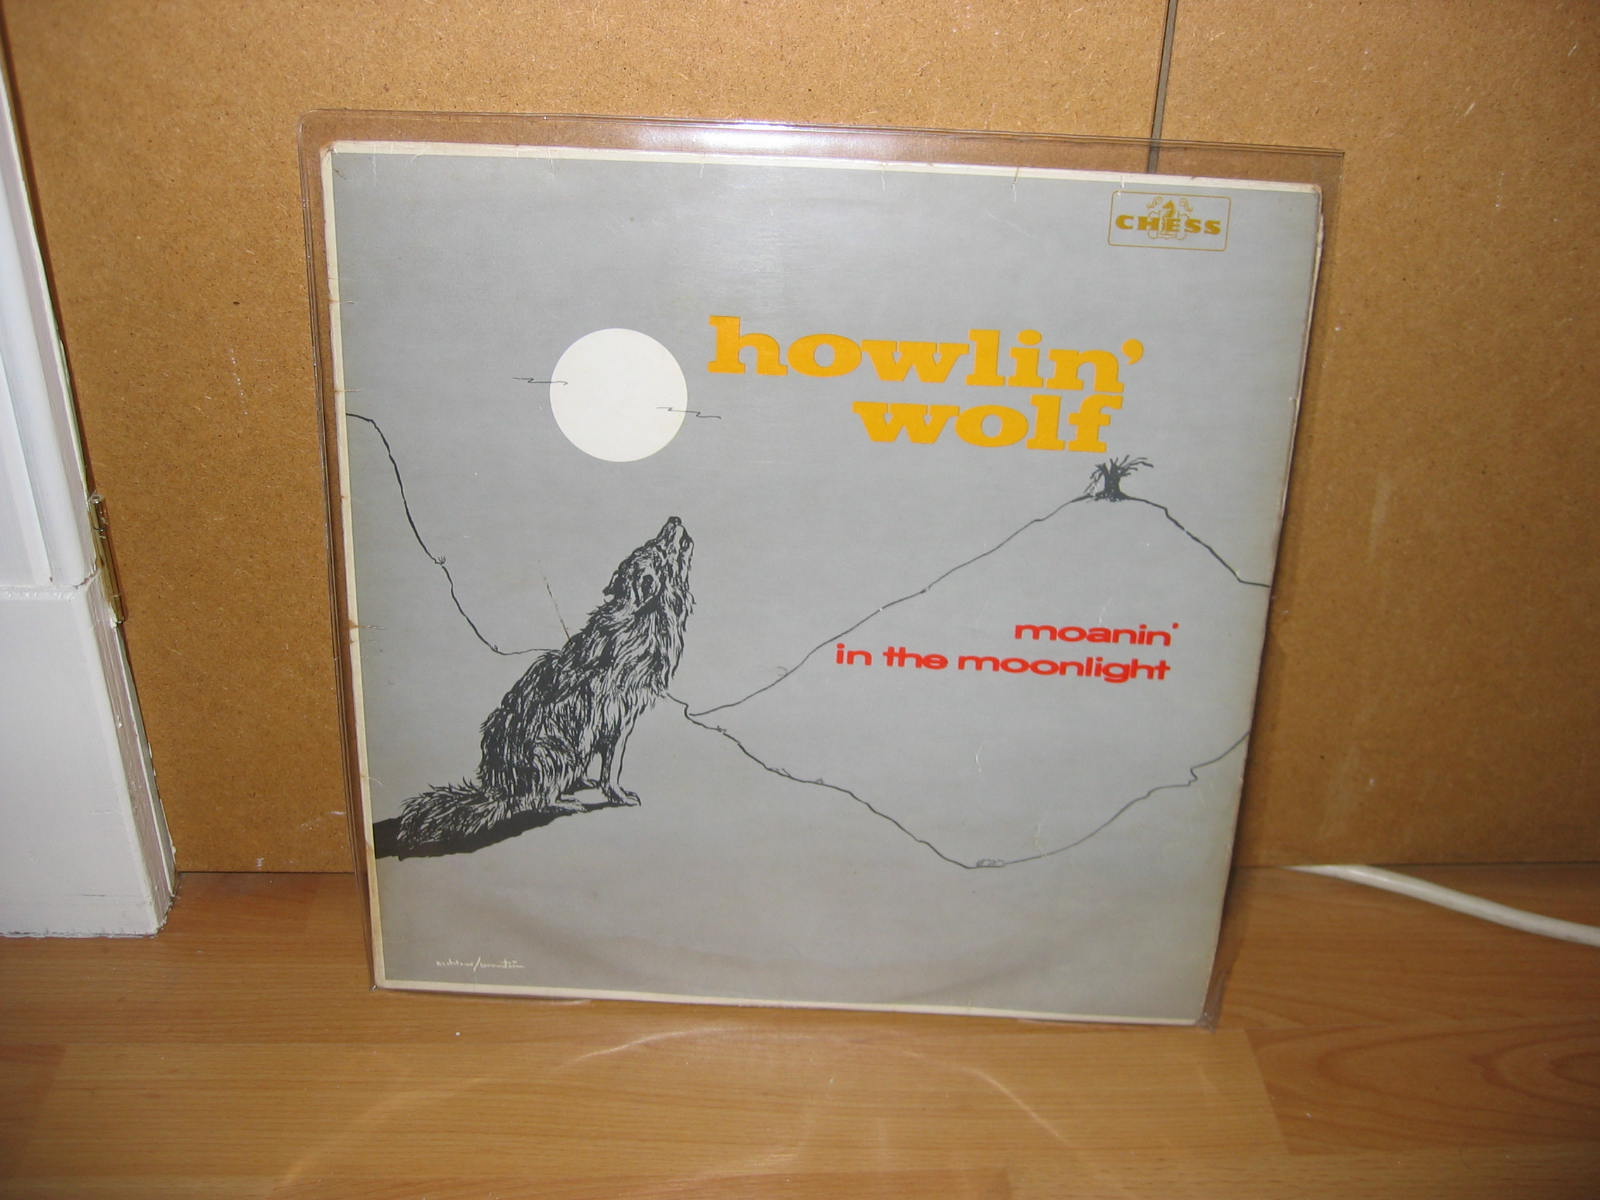 CHESS
howlin'
wolf
moanin'
in the moonlight